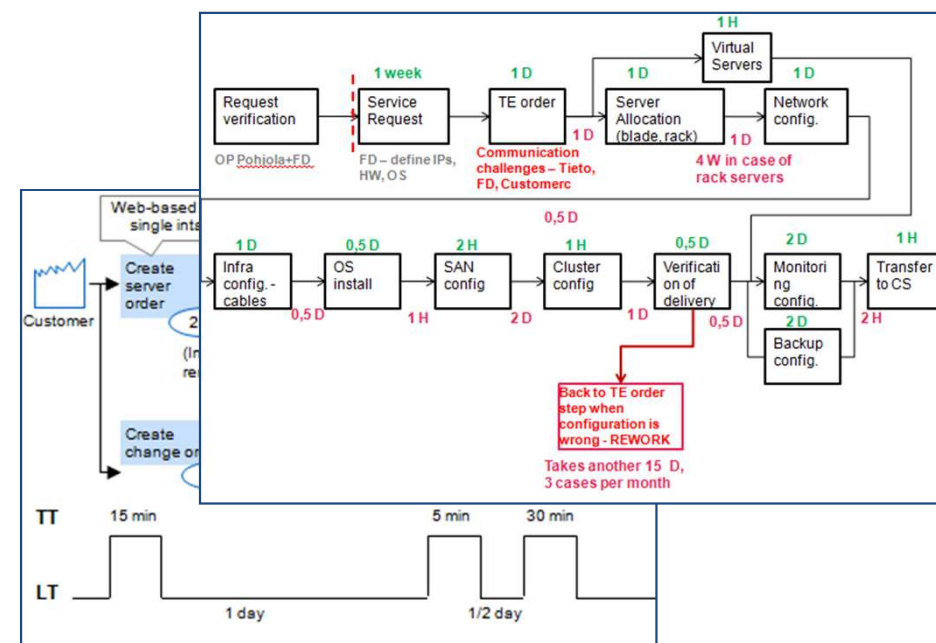 1 H
Virtual
Servers
1 week
1 D
1 D
1 D
Request
verification
Service
Request
TE order
Server
Allocation
(blade, rack)
Network
config.
1 D
1 D
OP Pohjola+FD
FD – define IPs,
HW, OS
Communication
challenges – Tieto,
FD, Customerc
4 W in case of
rack servers
0,5 D
1 D
0,5 D
2 H
1 H
0,5 D
2 D
1 H
Infra
config. -
cables
OS
install
SAN
config
Cluster
config
Verificati
on of
delivery
Monitori
ng config.
Transfer
to CS
0,5 D
1 H
2 D
1 D
0,5 D
2 D
2 H
Backup
config.
Back to TE order
step when
configuration is
wrong - REWORK
Takes another 15 D,
3 cases per month
Web-based
single
Create
server
order
Customer
2
Create
change
TT
15 min
5 min
30 min
LT
1 day
1/2 day